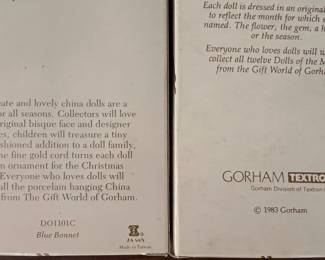 ate and lovely china dolls are a
for all seasons. Collectors will love
riginal bisque face and designer
es, children will treasure a tiny
shioned addition to a doll family,
he fine gold cord turns each doll
n ornament for the Christmas
Everyone who loves dolls will
all the porcelain hanging China
from The Gift World of Gorham.
DO1101C
Blue Bonnet
JAPAN
Made in Taiwan
Each doll is dressed in an original
to reflect the month for which s
named. The flower, the gem, a h
or the season.
Everyone who loves dolls will w
collect all twelve Dolls of the M
from the Gift World of Gorham
GORHAM TEXTRO
Gorham Division of Textron
© 1983 Gorham